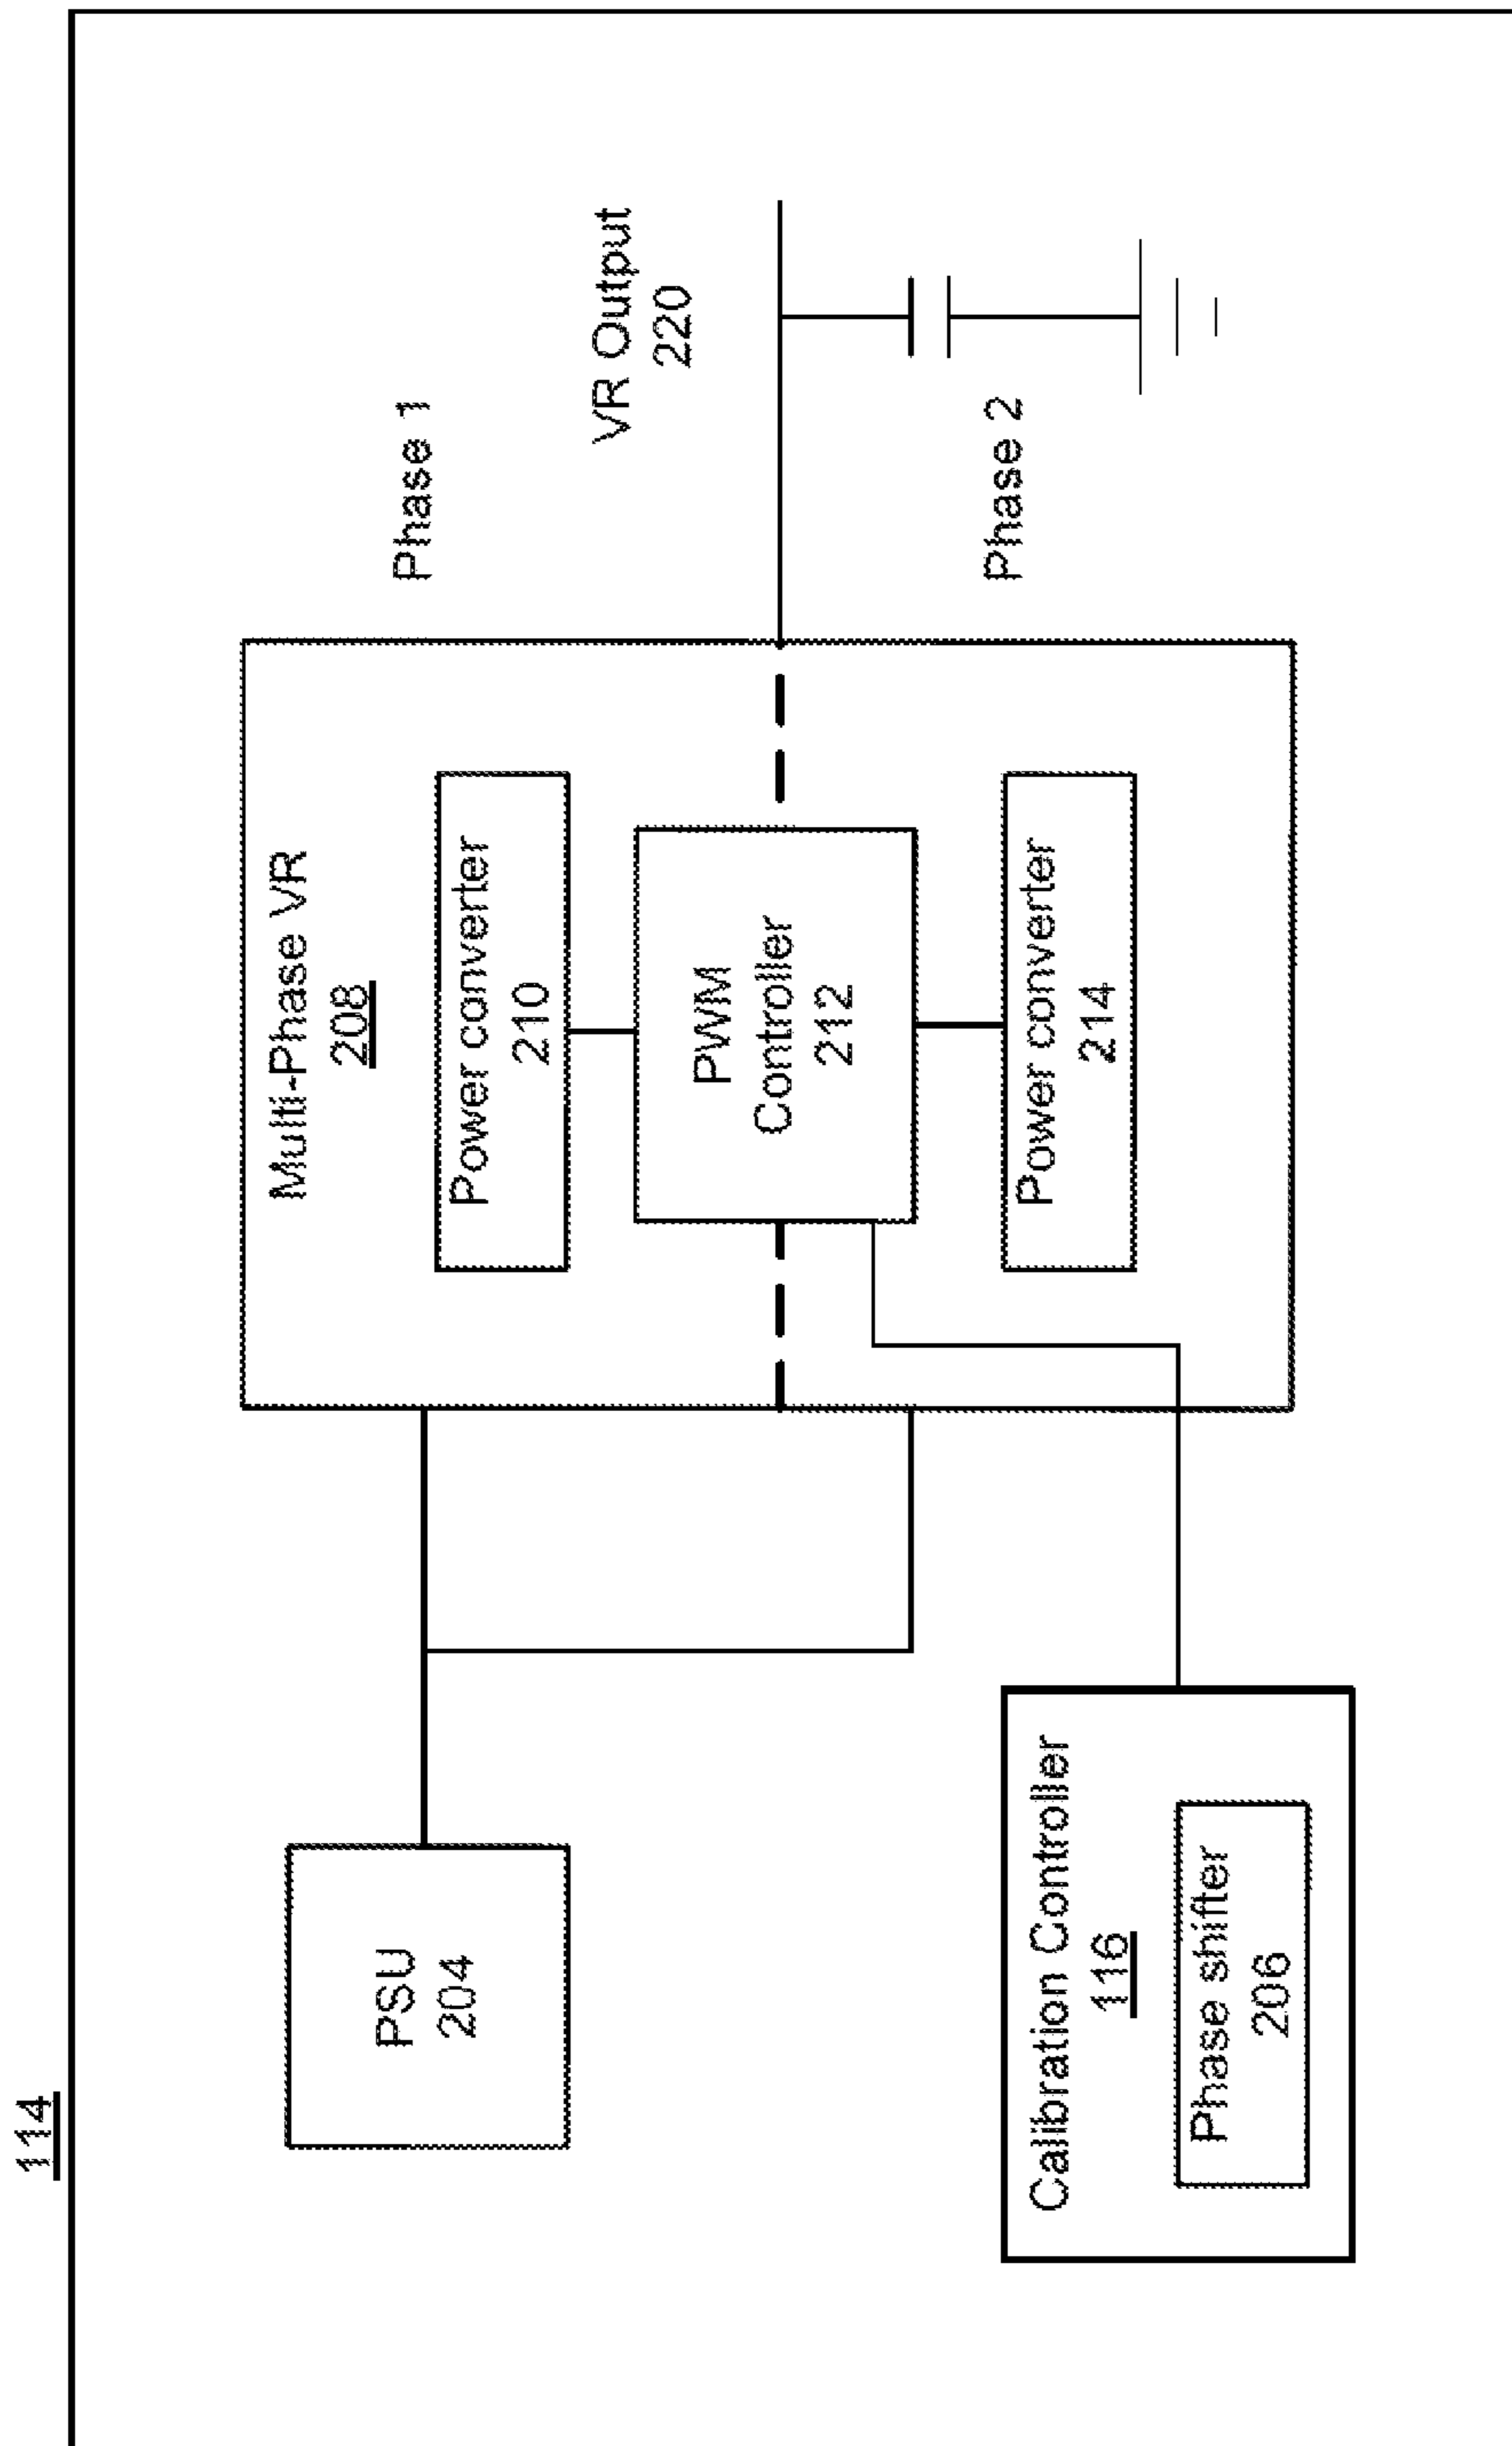 114
PSU
204
Calibration Controller
116
Phase shifter
206
Multi-Phase VR
208
Power converter
210
PWM
Controller
212
Power converter
214
Phase 1
VR Output
220
Phase 2